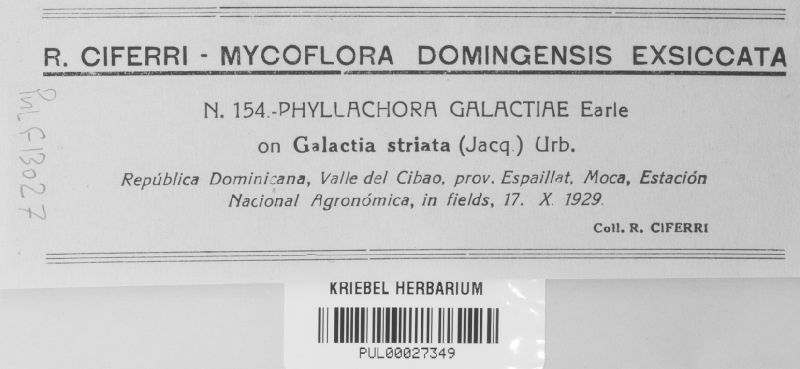 R. CIFERRI - MYCOFLORA DOMINGENSIS EXSICCATA
N. 154.-PHYLLACHORA GALACTIAE Earle
on Galactia striata (Jacq.) Urb.
República Dominicana, Valle del Cibao, prov. Espaillat, Moca, Estación
Nacional Agronómica, in fields, 17. X. 1929.
Coll. R. CIFERRI
PUL F13027
KRIEBEL HERBARIUM
PUL00027349